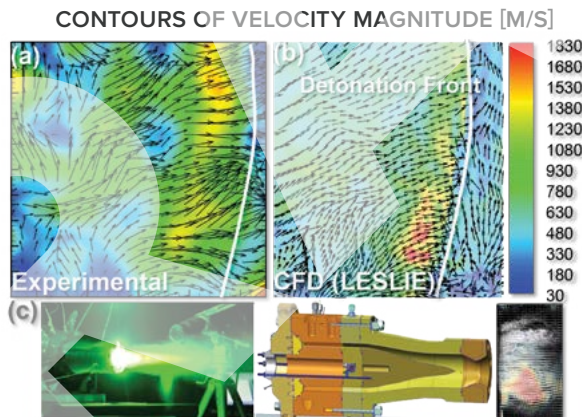 CONTOURS OF VELOCITY MAGNITUDE [M/S]
(a)
(b)
Detonation Front
Experimental
CFD (LESLIE)
1830
1680
1530
1380
1230
1080
930
780
630
480
330
180
30
(c)